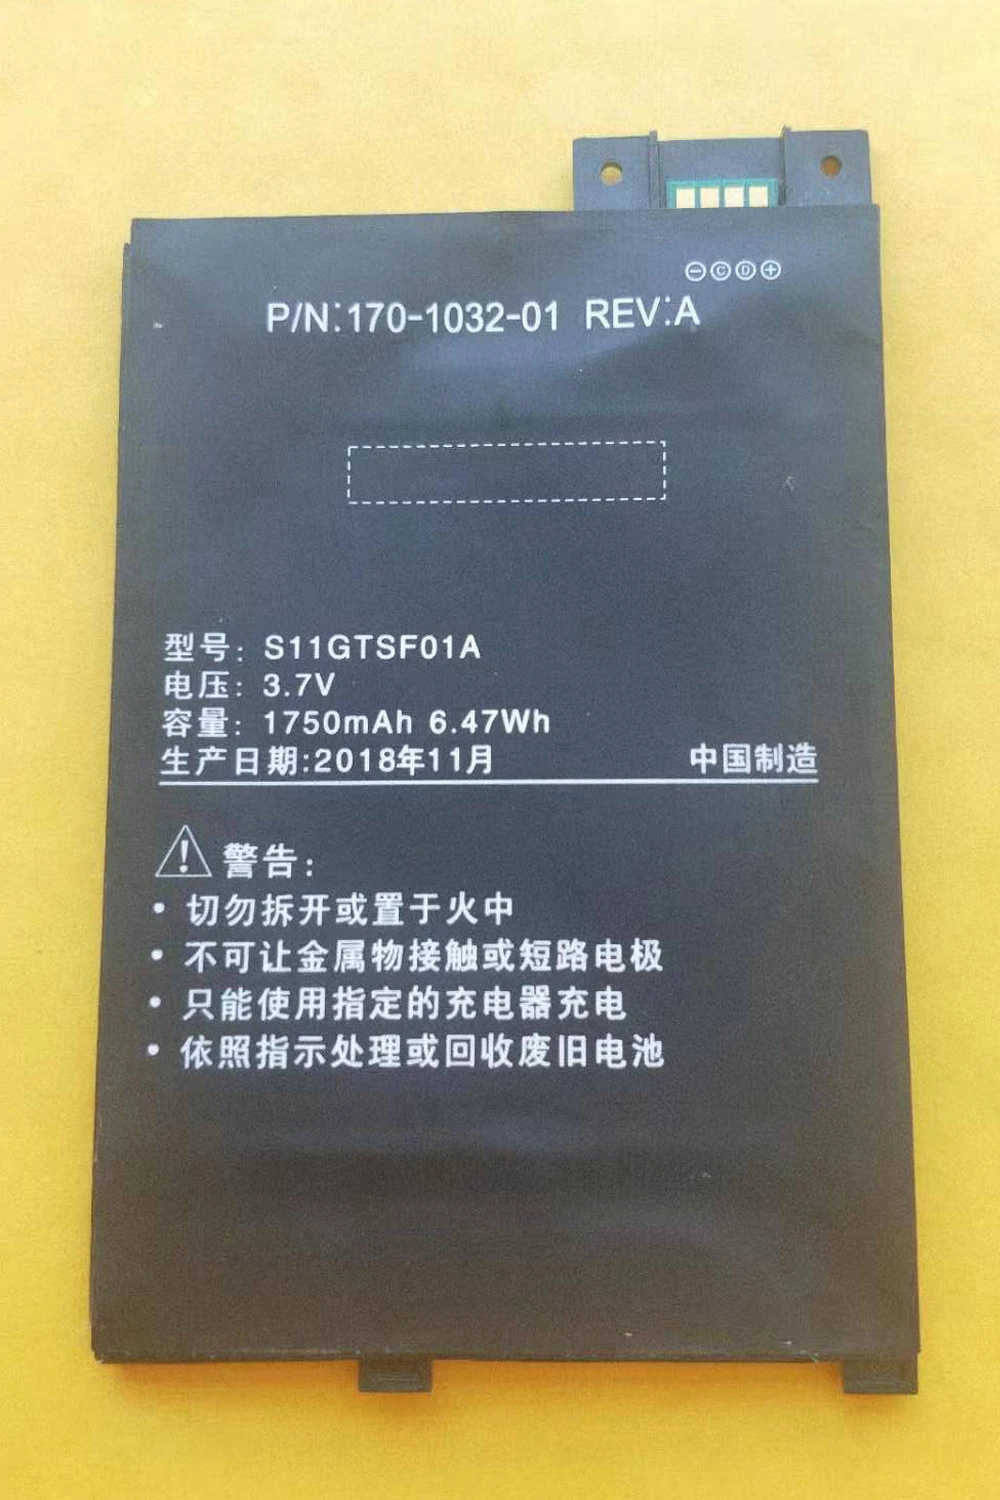 ⊖ⒸⒹ⊕
P/N:170-1032-01 REV:A
型号: S11GTSF01A
电压: 3.7V
容量: 1750mAh 6.47Wh
生产日期:2018年11月 中国制造
警告:
• 切勿拆开或置于火中
• 不可让金属物接触或短路电极
• 只能使用指定的充电器充电
• 依照指示处理或回收废旧电池